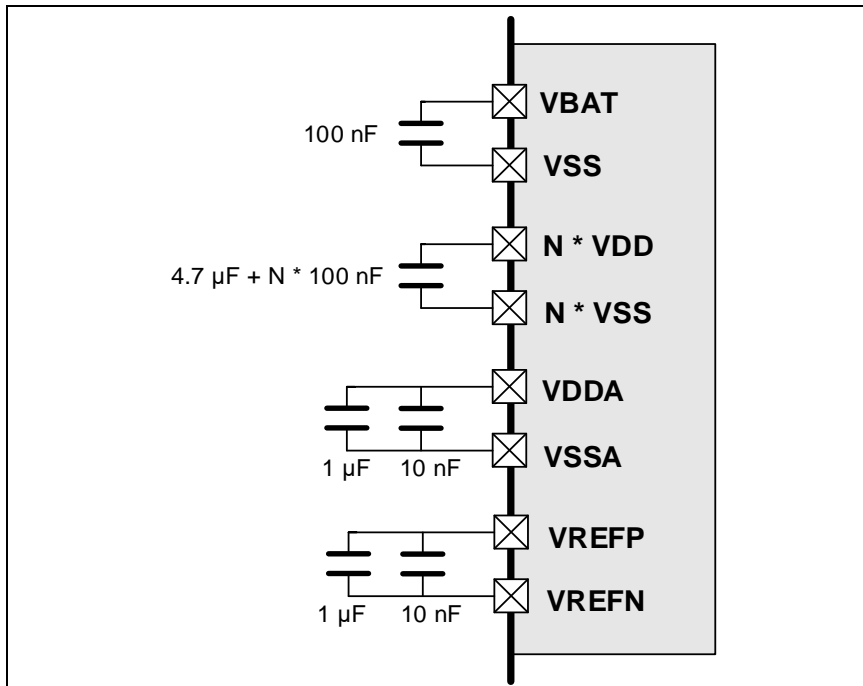 VBAT
100 nF
VSS
N * VDD
4.7 µF + N * 100 nF
N * VSS
VDDA
VSSA
1 µF 10 nF
VREFP
VREFN
1 µF 10 nF